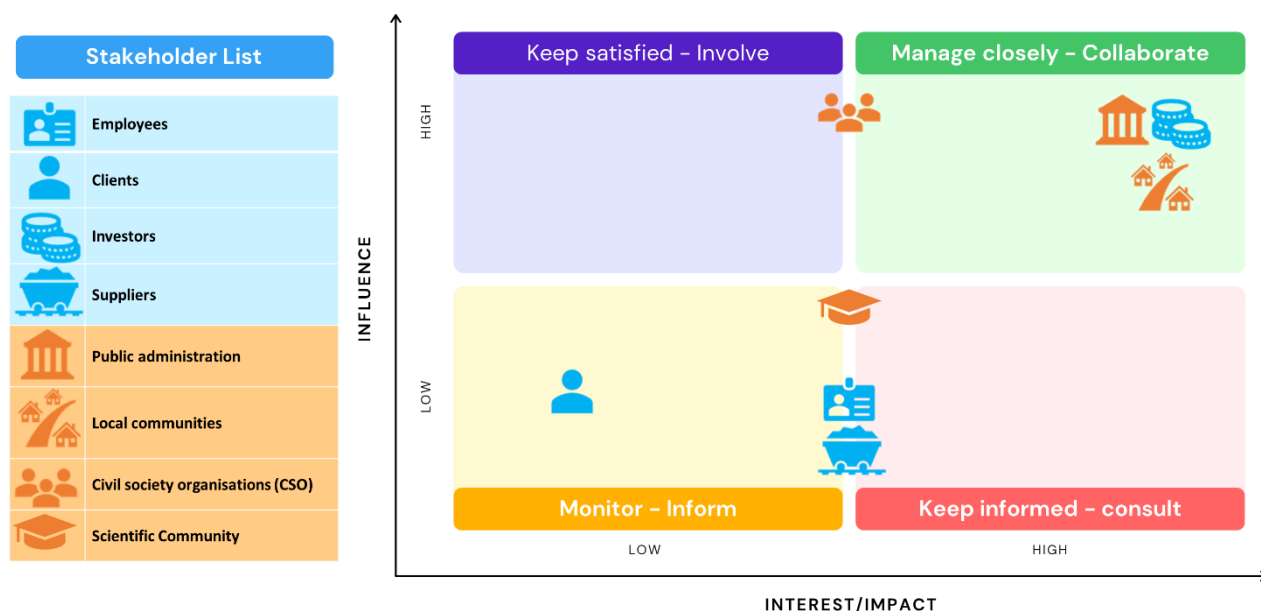 Stakeholder List
Employees
Clients
Investors
Suppliers
Public administration
Local communities
Civil society organisations (CSO)
Scientific Community
Keep satisfied - Involve
Manage closely - Collaborate
HIGH
INFLUENCE
LOW
Monitor - Inform
Keep informed - consult
LOW
HIGH
INTEREST/IMPACT